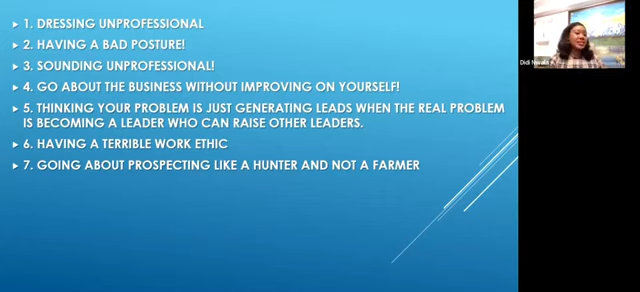 1. DRESSING UNPROFESSIONAL
2. HAVING A BAD POSTURE!
3. SOUNDING UNPROFESSIONAL!
4. GO ABOUT THE BUSINESS WITHOUT IMPROVING ON YOURSELF!
5. THINKING YOUR PROBLEM IS JUST GENERATING LEADS WHEN THE REAL PROBLEM
IS BECOMING A LEADER WHO CAN RAISE OTHER LEADERS.
6. HAVING A TERRIBLE WORK ETHIC
7. GOING ABOUT PROSPECTING LIKE A HUNTER AND NOT A FARMER
Didi